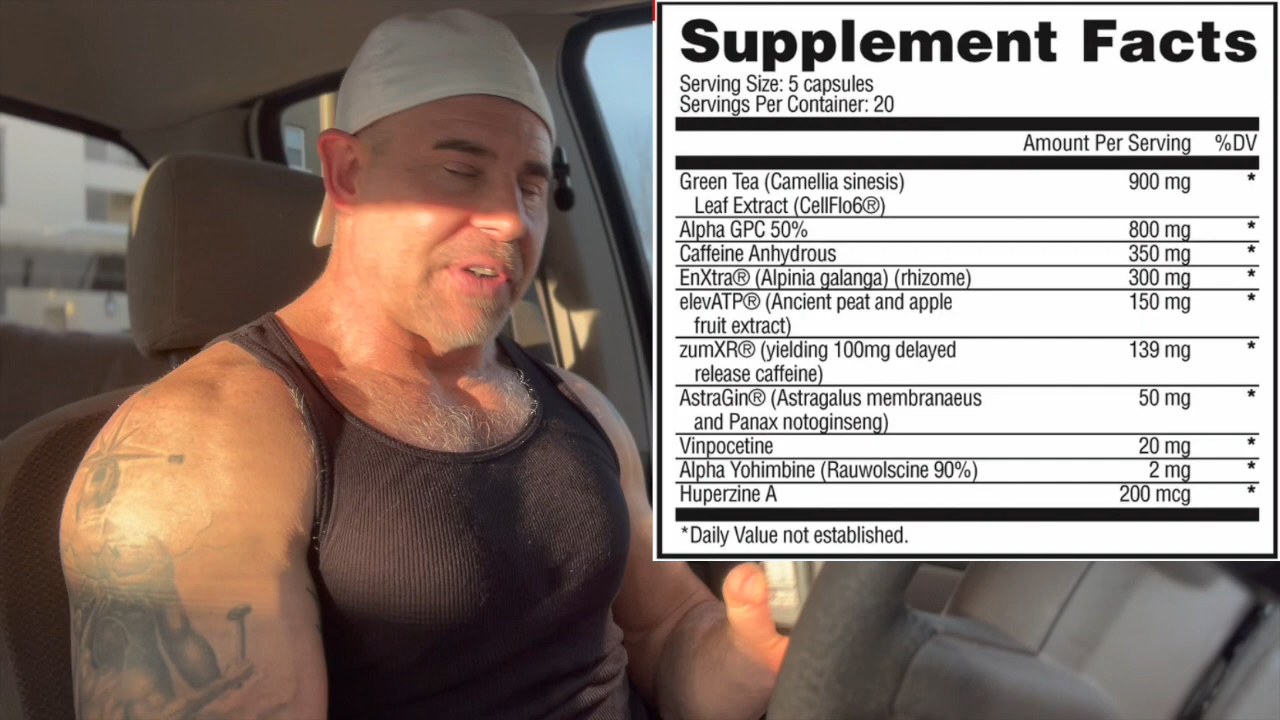 Supplement Facts
Serving Size: 5 capsules
Servings Per Container: 20
Amount Per Serving %DV
Green Tea (Camellia sinesis) 900 mg *
Leaf Extract (CellFlo6®)
Alpha GPC 50% 800 mg *
Caffeine Anhydrous 350 mg *
EnXtra® (Alpinia galanga) (rhizome) 300 mg *
elevATP® (Ancient peat and apple 150 mg *
fruit extract)
zumXR® (yielding 100mg delayed 139 mg *
release caffeine)
AstraGin® (Astragalus membranaeus 50 mg *
and Panax notoginseng)
Vinpocetine 20 mg *
Alpha Yohimbine (Rauwolscine 90%) 2 mg *
Huperzine A 200 mcg *
*Daily Value not established.